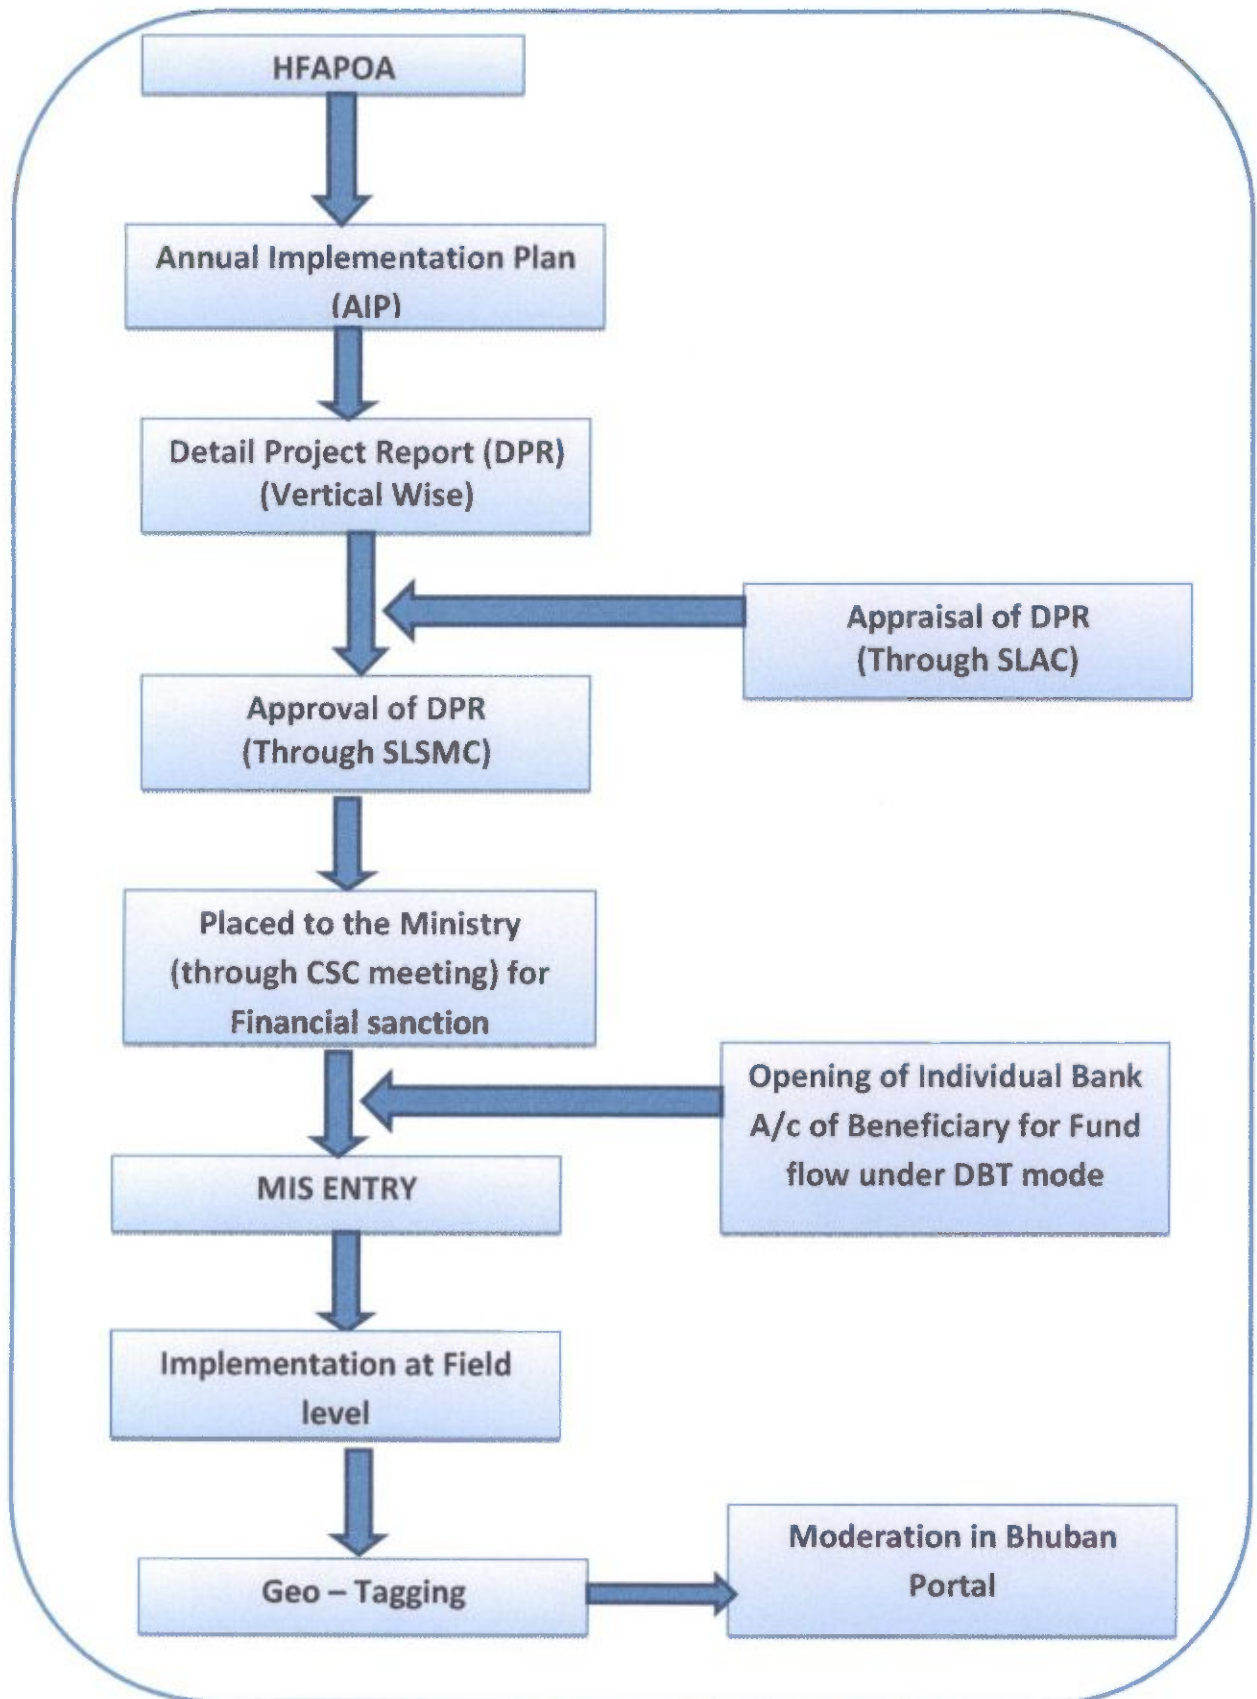 HFAPOA
Annual Implementation Plan
(AIP)
Detail Project Report (DPR)
(Vertical Wise)
Appraisal of DPR
(Through SLAC)
Approval of DPR
(Through SLSMC)
Placed to the Ministry
(through CSC meeting) for
Financial sanction
Opening of Individual Bank
A/c of Beneficiary for Fund
flow under DBT mode
MIS ENTRY
Implementation at Field
level
Geo – Tagging
Moderation in Bhuban
Portal